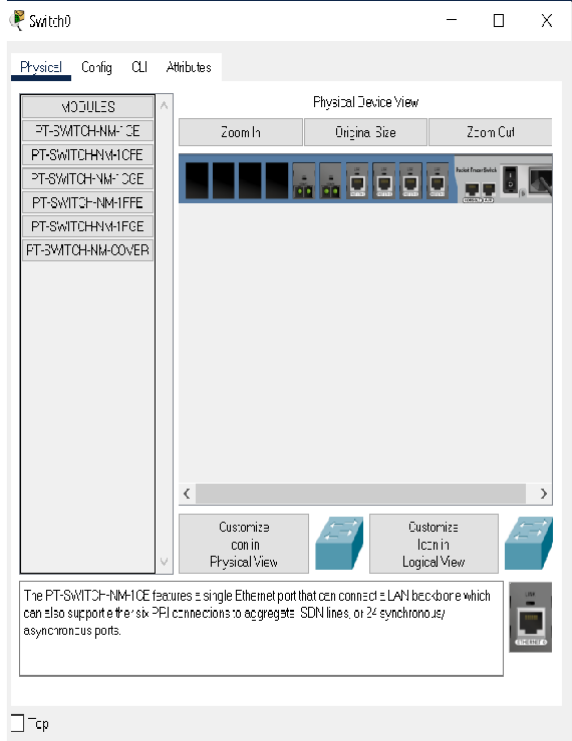 Switch0
Physical Config CLI Attributes
MODULES
PT-SWITCH-NM-1CE
PT-SWITCH-NM-1CFE
PT-SWITCH-NM-1CGE
PT-SWITCH-NM-1FFE
PT-SWITCH-NM-1FGE
PT-SWITCH-NM-COVER
Physical Device View
Zoom In Original Size Zoom Out
Packet Tracer Switch
Customize
Icon in
Physical View
Customize
Icon in
Logical View
The PT-SWITCH-NM-1CE features a single Ethernet port that can connect a LAN backbone which
can also support either six PRI connections to aggregate ISDN lines, or 24 synchronous/
asynchronous ports.
Top